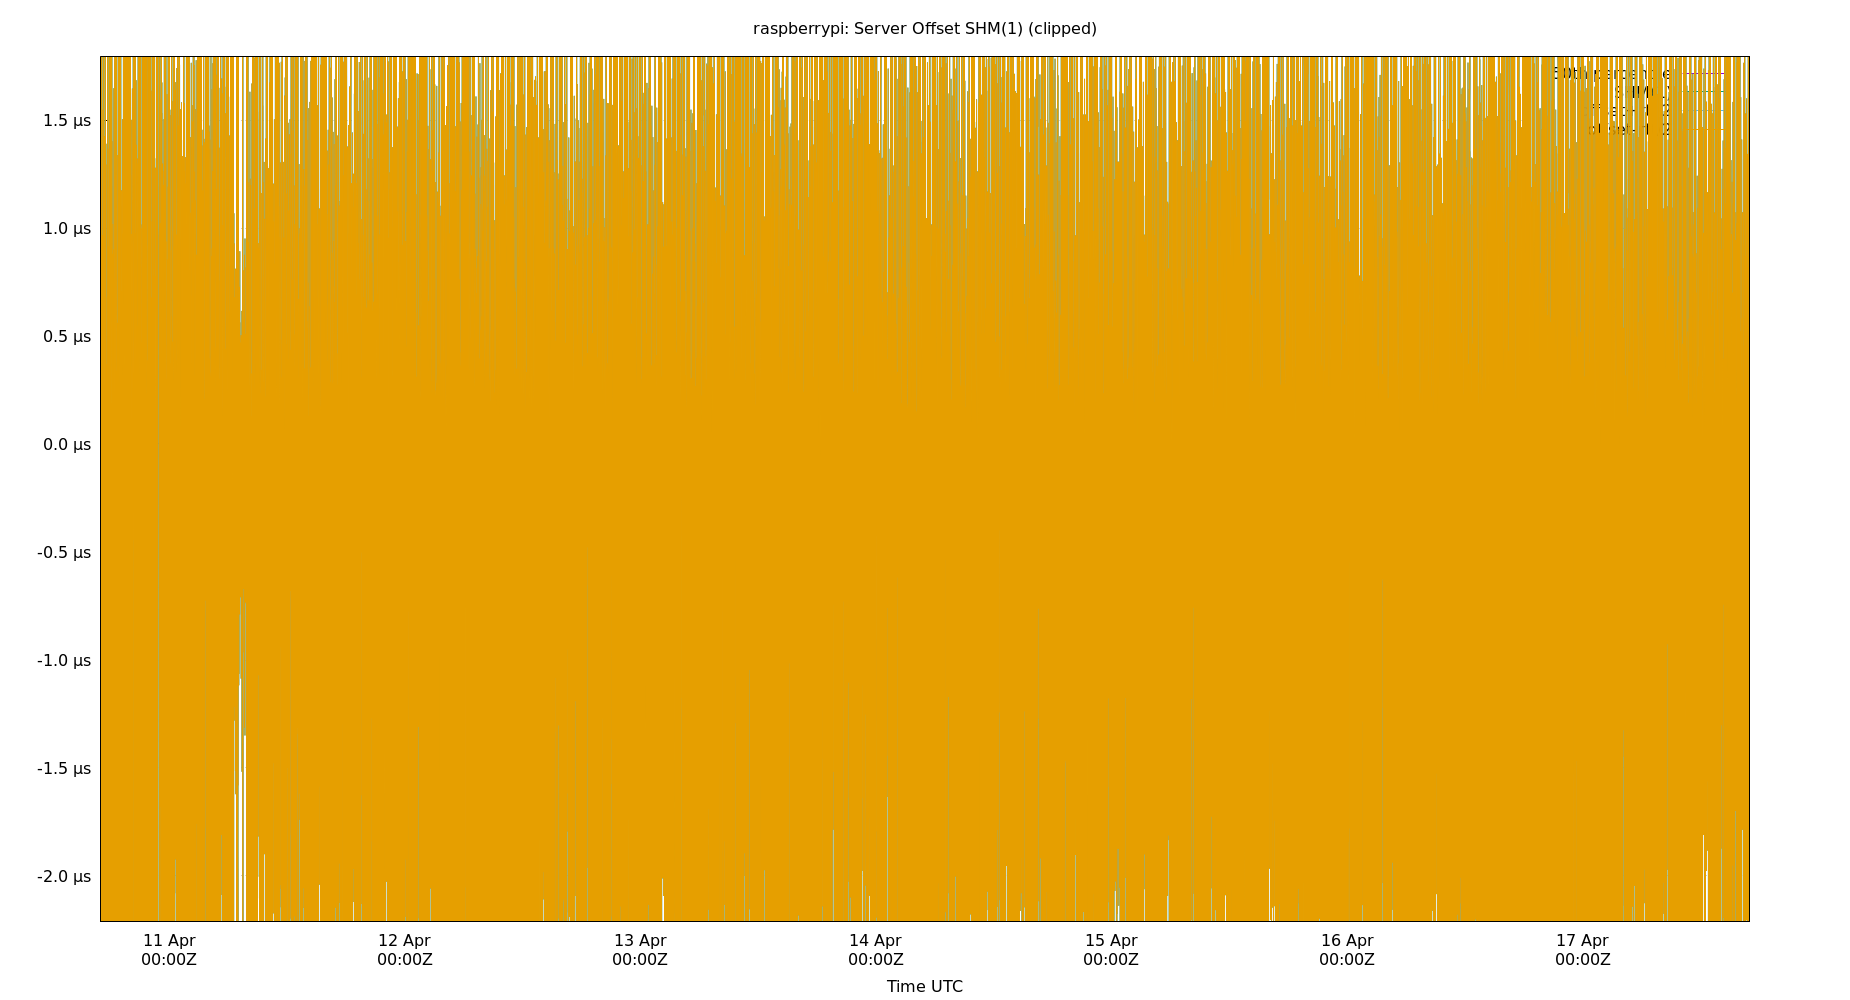 raspberrypi: Server Offset SHM(1) (clipped)
1.5 µs
1.0 µs
0.5 µs
0.0 µs
-0.5 µs
-1.0 µs
-1.5 µs
-2.0 µs
11 Apr 12 Apr 13 Apr 14 Apr 15 Apr 16 Apr 17 Apr
00:00Z 00:00Z 00:00Z 00:00Z 00:00Z 00:00Z 00:00Z
Time UTC